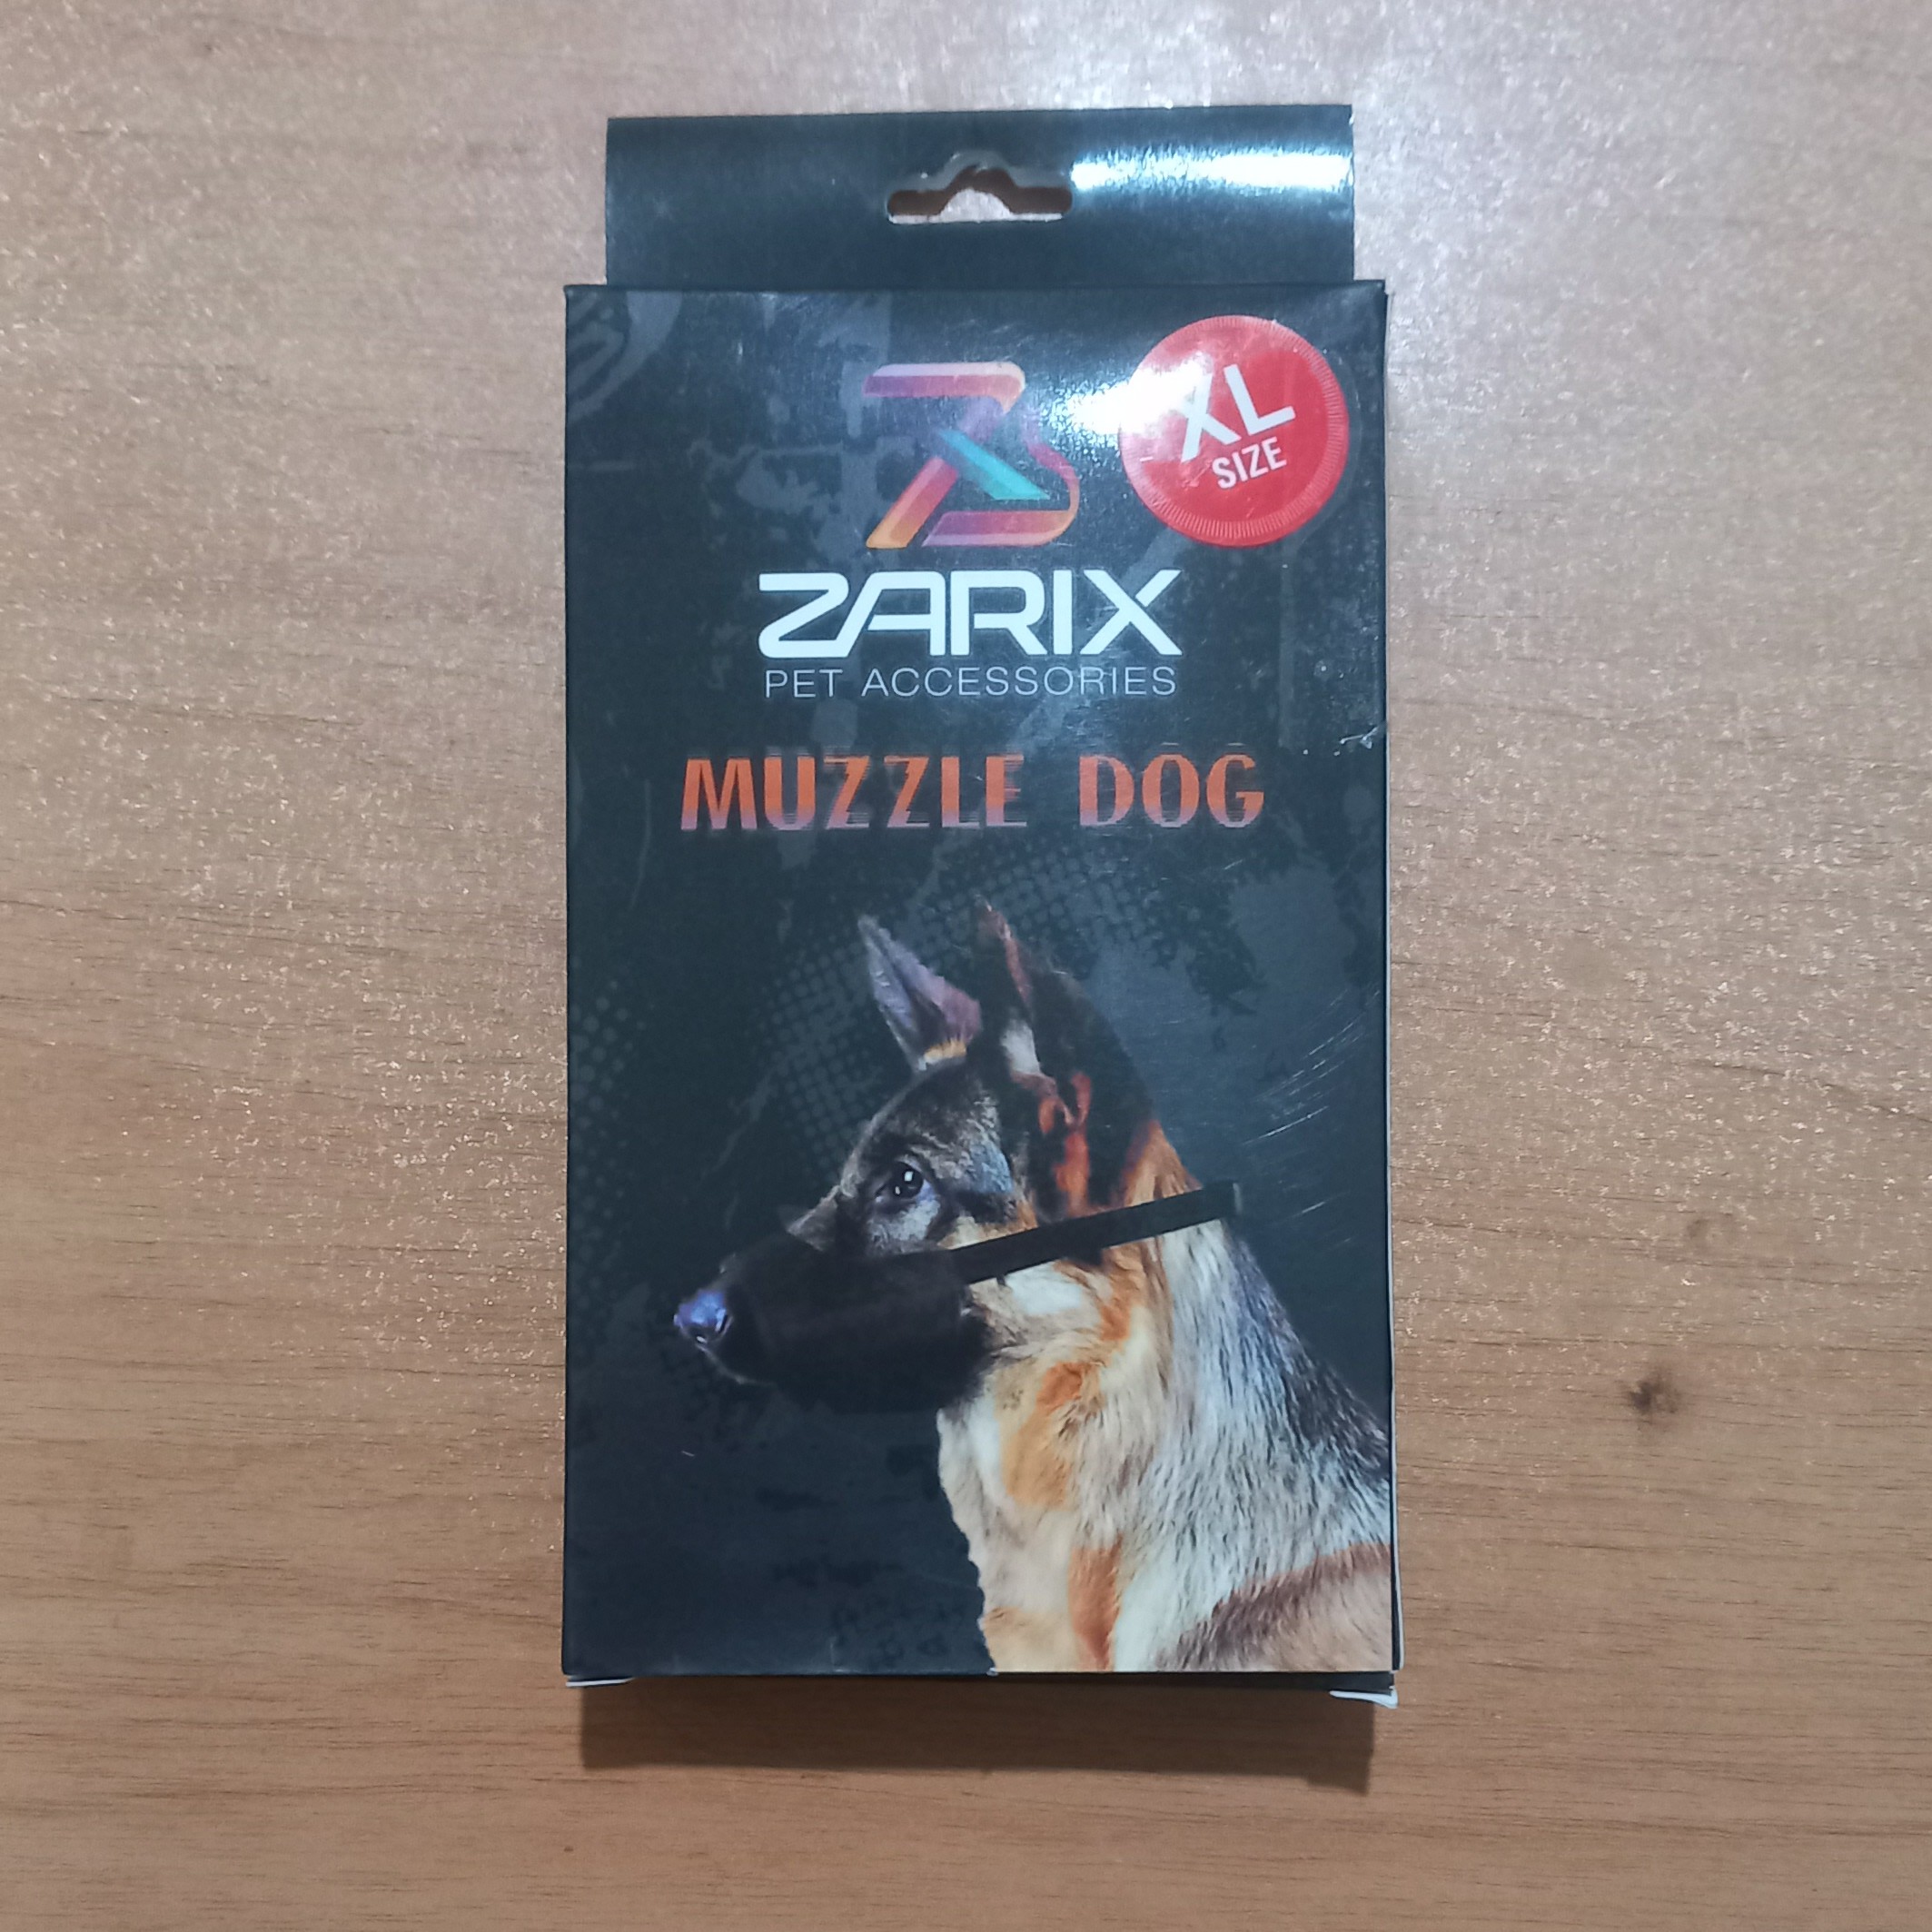 XL
SIZE
ZARIX
PET ACCESSORIES
MUZZLE DOG